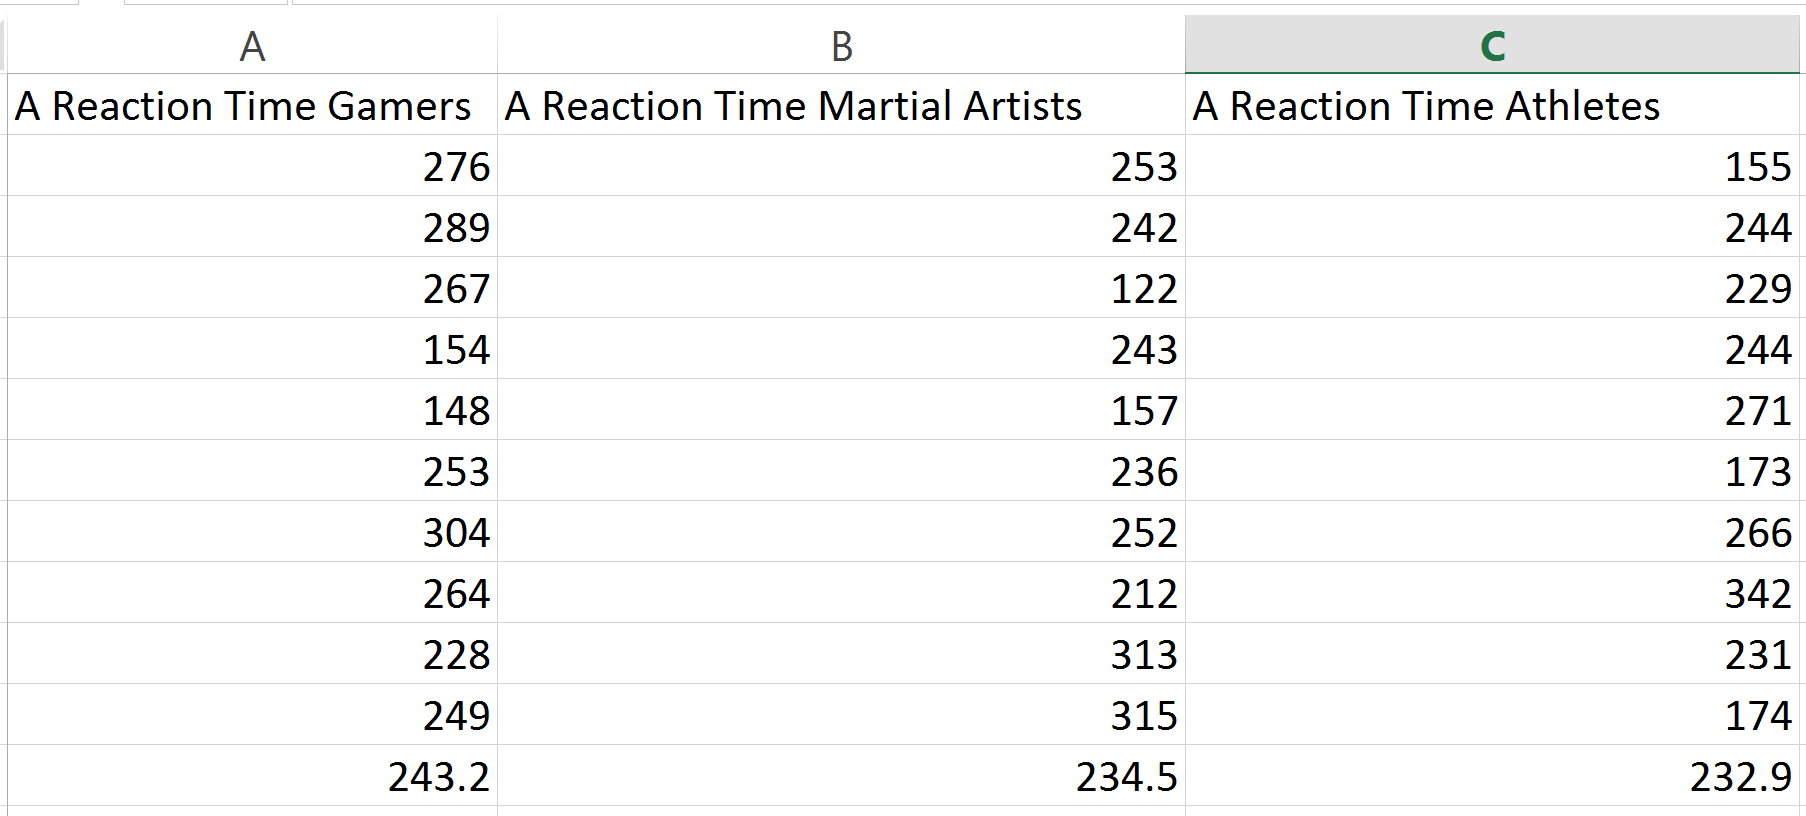 A B C
A Reaction Time Gamers A Reaction Time Martial Artists A Reaction Time Athletes
276 253 155
289 242 244
267 122 229
154 243 244
148 157 271
253 236 173
304 252 266
264 212 342
228 313 231
249 315 174
243.2 234.5 232.9